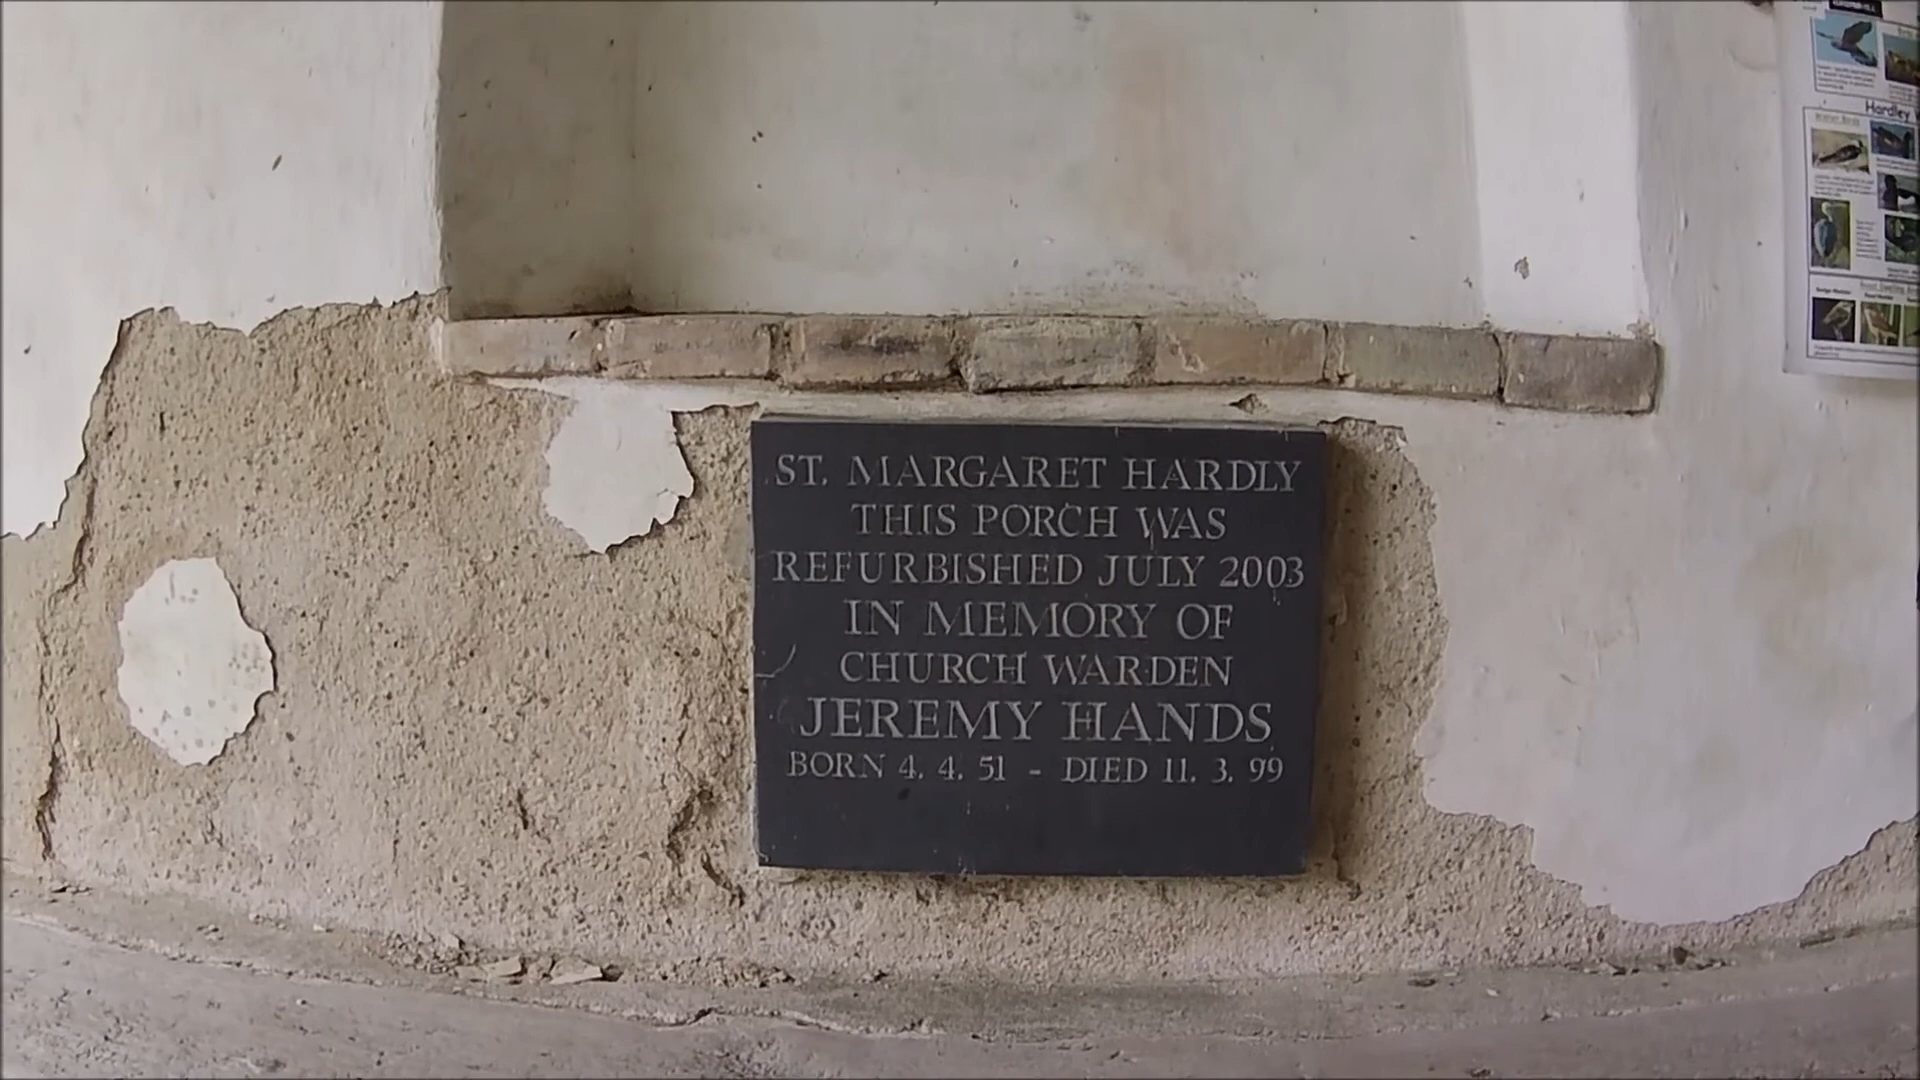 ST. MARGARET HARDLY
THIS PORCH WAS
REFURBISHED JULY 2003
IN MEMORY OF
CHURCH WARDEN
JEREMY HANDS
BORN 4. 4. 51 - DIED 11. 3. 99
Hardley